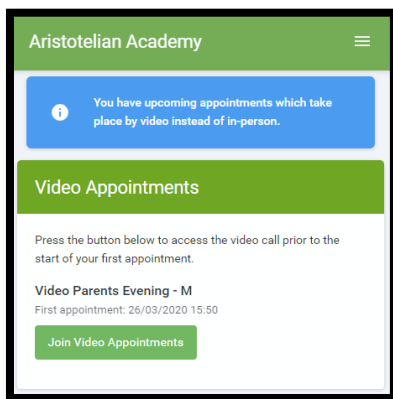 Aristotelian Academy
You have upcoming appointments which take
place by video instead of in-person.
Video Appointments
Press the button below to access the video call prior to the
start of your first appointment.
Video Parents Evening - M
First appointment: 26/03/2020 15:50
Join Video Appointments